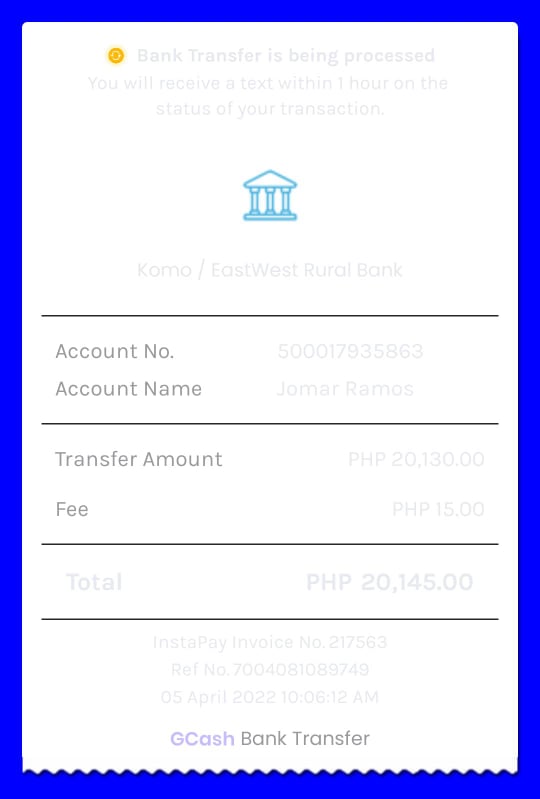 Bank Transfer is being processed
You will receive a text within 1 hour on the
status of your transaction.
Komo / EastWest Rural Bank
Account No. 500017935863
Account Name Jomar Ramos
Transfer Amount PHP 20,130.00
Fee PHP 15.00
Total PHP 20,145.00
InstaPay Invoice No. 217563
Ref No. 7004081089749
05 April 2022 10:06:12 AM
GCash Bank Transfer